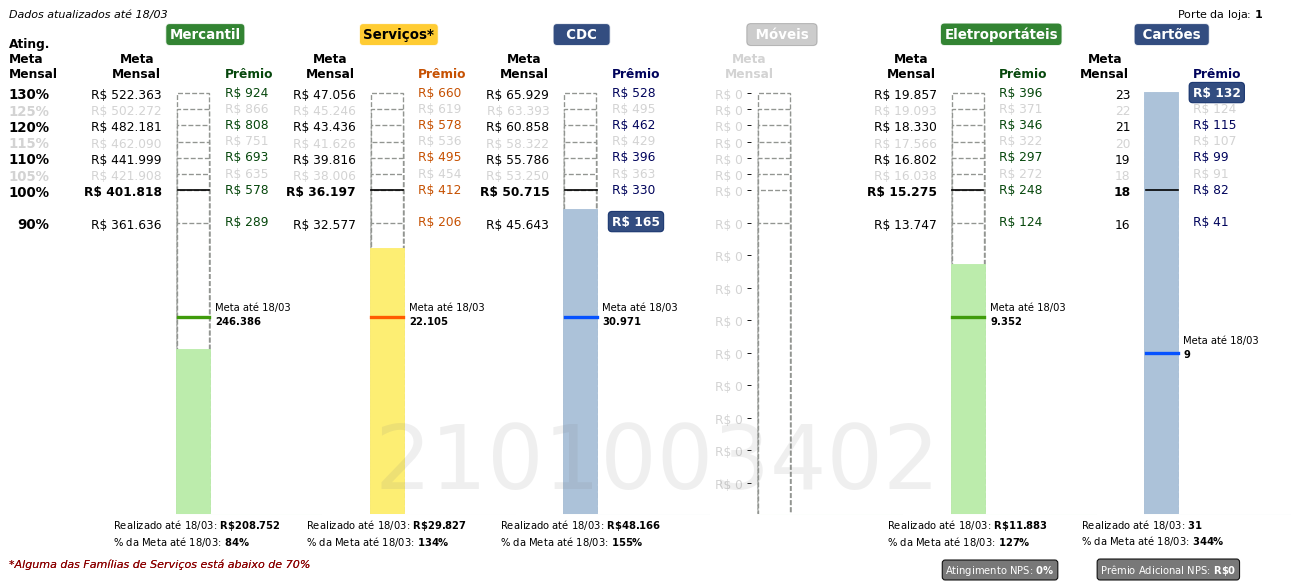 Dados atualizados até 18/03
Porte da loja: 1
Mercantil Serviços* CDC Móveis Eletroportáteis Cartões
Ating.
Meta
Mensal
Meta
Mensal Prêmio Meta
Mensal Prêmio Meta
Mensal Prêmio Meta
Mensal Meta
Mensal Prêmio Meta
Mensal Prêmio
130% R$ 522.363 R$ 924 R$ 47.056 R$ 660 R$ 65.929 R$ 528 R$ 0 R$ 19.857 R$ 396 23 R$ 132
125% R$ 502.272 R$ 866 R$ 45.246 R$ 619 R$ 63.393 R$ 495 R$ 0 R$ 19.093 R$ 371 22 R$ 124
120% R$ 482.181 R$ 808 R$ 43.436 R$ 578 R$ 60.858 R$ 462 R$ 0 R$ 18.330 R$ 346 21 R$ 115
115% R$ 462.090 R$ 751 R$ 41.626 R$ 536 R$ 58.322 R$ 429 R$ 0 R$ 17.566 R$ 322 20 R$ 107
110% R$ 441.999 R$ 693 R$ 39.816 R$ 495 R$ 55.786 R$ 396 R$ 0 R$ 16.802 R$ 297 19 R$ 99
105% R$ 421.908 R$ 635 R$ 38.006 R$ 454 R$ 53.250 R$ 363 R$ 0 R$ 16.038 R$ 272 18 R$ 91
100% R$ 401.818 R$ 578 R$ 36.197 R$ 412 R$ 50.715 R$ 330 R$ 0 R$ 15.275 R$ 248 18 R$ 82
90% R$ 361.636 R$ 289 R$ 32.577 R$ 206 R$ 45.643 R$ 165 R$ 0 R$ 13.747 R$ 124 16 R$ 41
R$ 0
R$ 0
Meta até 18/03
246.386
Meta até 18/03
22.105
Meta até 18/03
30.971
R$ 0
Meta até 18/03
9.352
Meta até 18/03
9
R$ 0
R$ 0
R$ 0
R$ 0
R$ 0
2101003402
Realizado até 18/03: R$208.752
% da Meta até 18/03: 84%
Realizado até 18/03: R$29.827
% da Meta até 18/03: 134%
Realizado até 18/03: R$48.166
% da Meta até 18/03: 155%
Realizado até 18/03: R$11.883
% da Meta até 18/03: 127%
Realizado até 18/03: 31
% da Meta até 18/03: 344%
*Alguma das Famílias de Serviços está abaixo de 70%
Atingimento NPS: 0%
Prêmio Adicional NPS: R$0